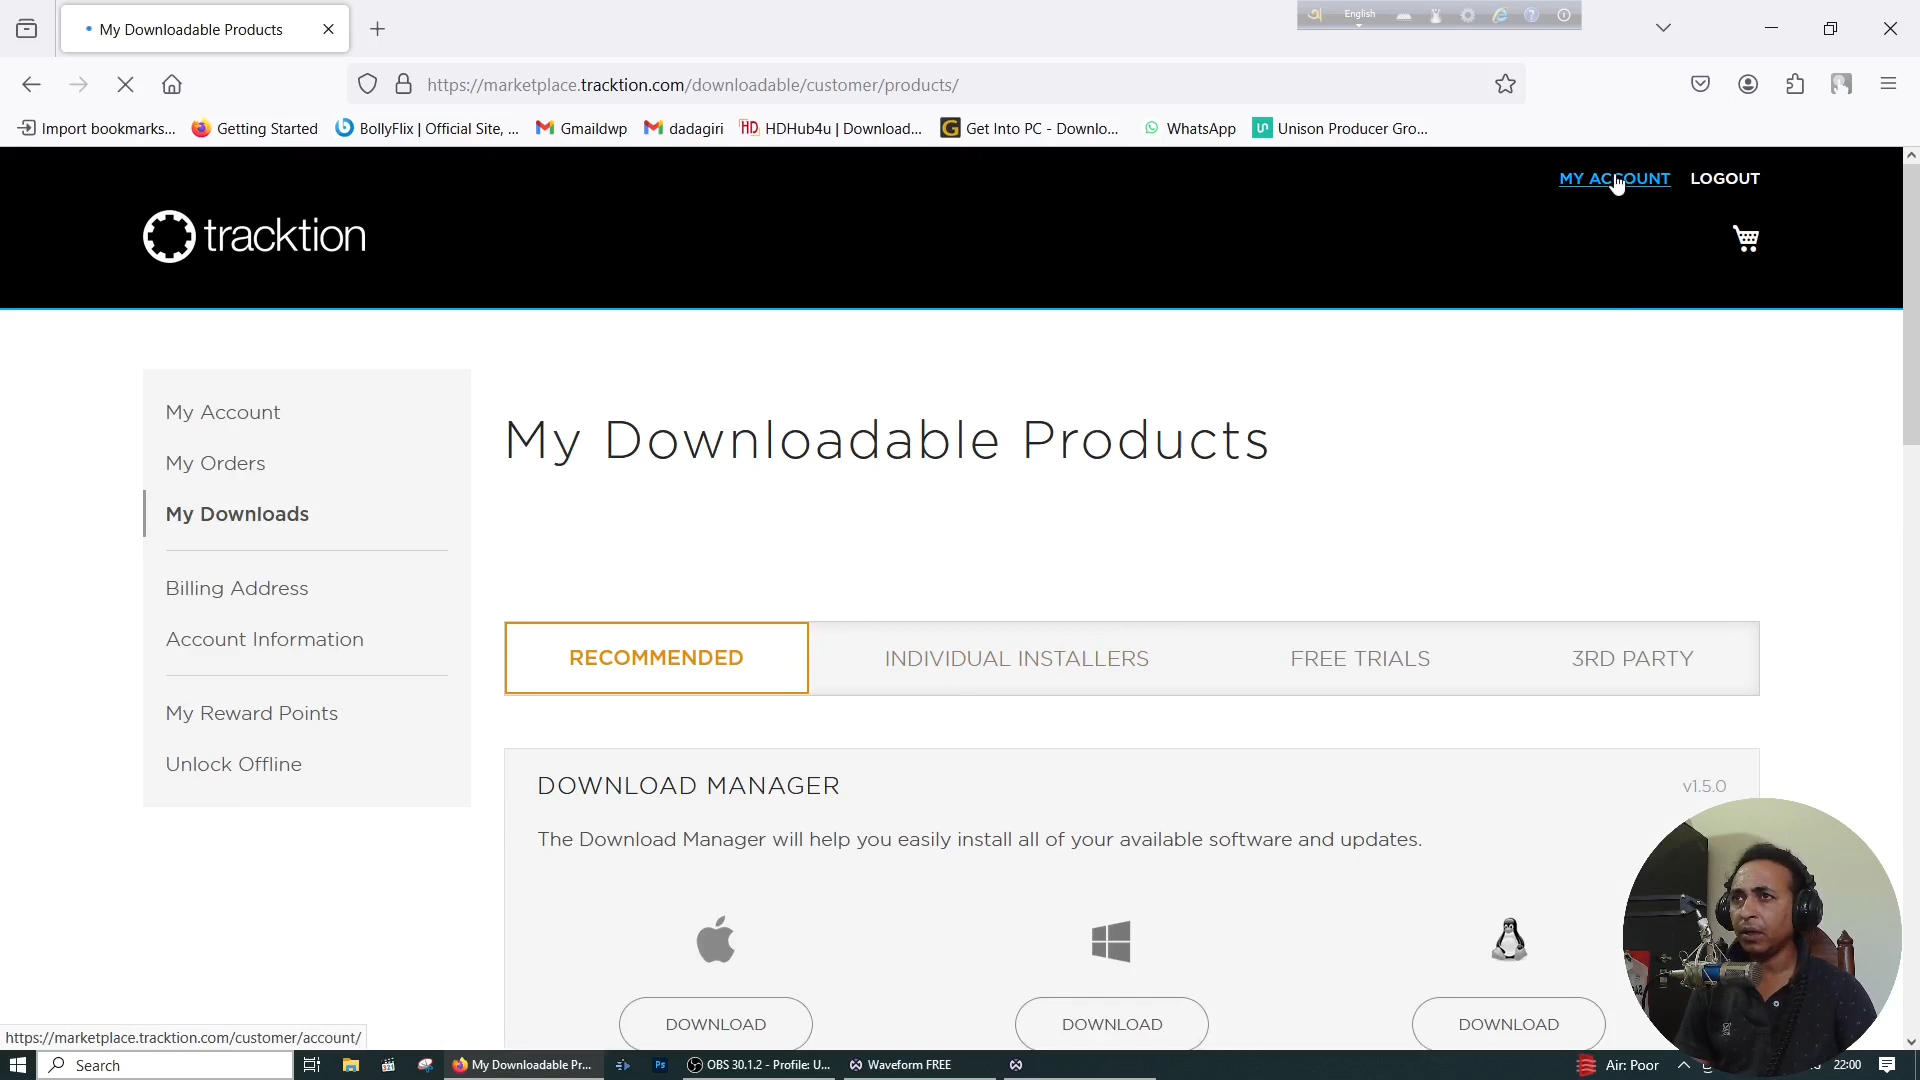 English
My Downloadable Products
https://marketplace.tracktion.com/downloadable/customer/products/
Import bookmarks...
Getting Started
BollyFlix | Official Site, ...
Gmaildwp
dadagiri
HD HDHub4u | Download...
Get Into PC - Downlo...
WhatsApp
Unison Producer Gro...
MY ACCOUNT
LOGOUT
tracktion
My Account
My Orders
My Downloads
Billing Address
Account Information
My Reward Points
Unlock Offline
My Downloadable Products
RECOMMENDED
INDIVIDUAL INSTALLERS
FREE TRIALS
3RD PARTY
DOWNLOAD MANAGER
v1.5.0
The Download Manager will help you easily install all of your available software and updates.
DOWNLOAD
DOWNLOAD
DOWNLOAD
https://marketplace.tracktion.com/customer/account/
Search
My Downloadable Pr...
Ps
OBS 30.1.2 - Profile: U...
Waveform FREE
Air: Poor
22:00